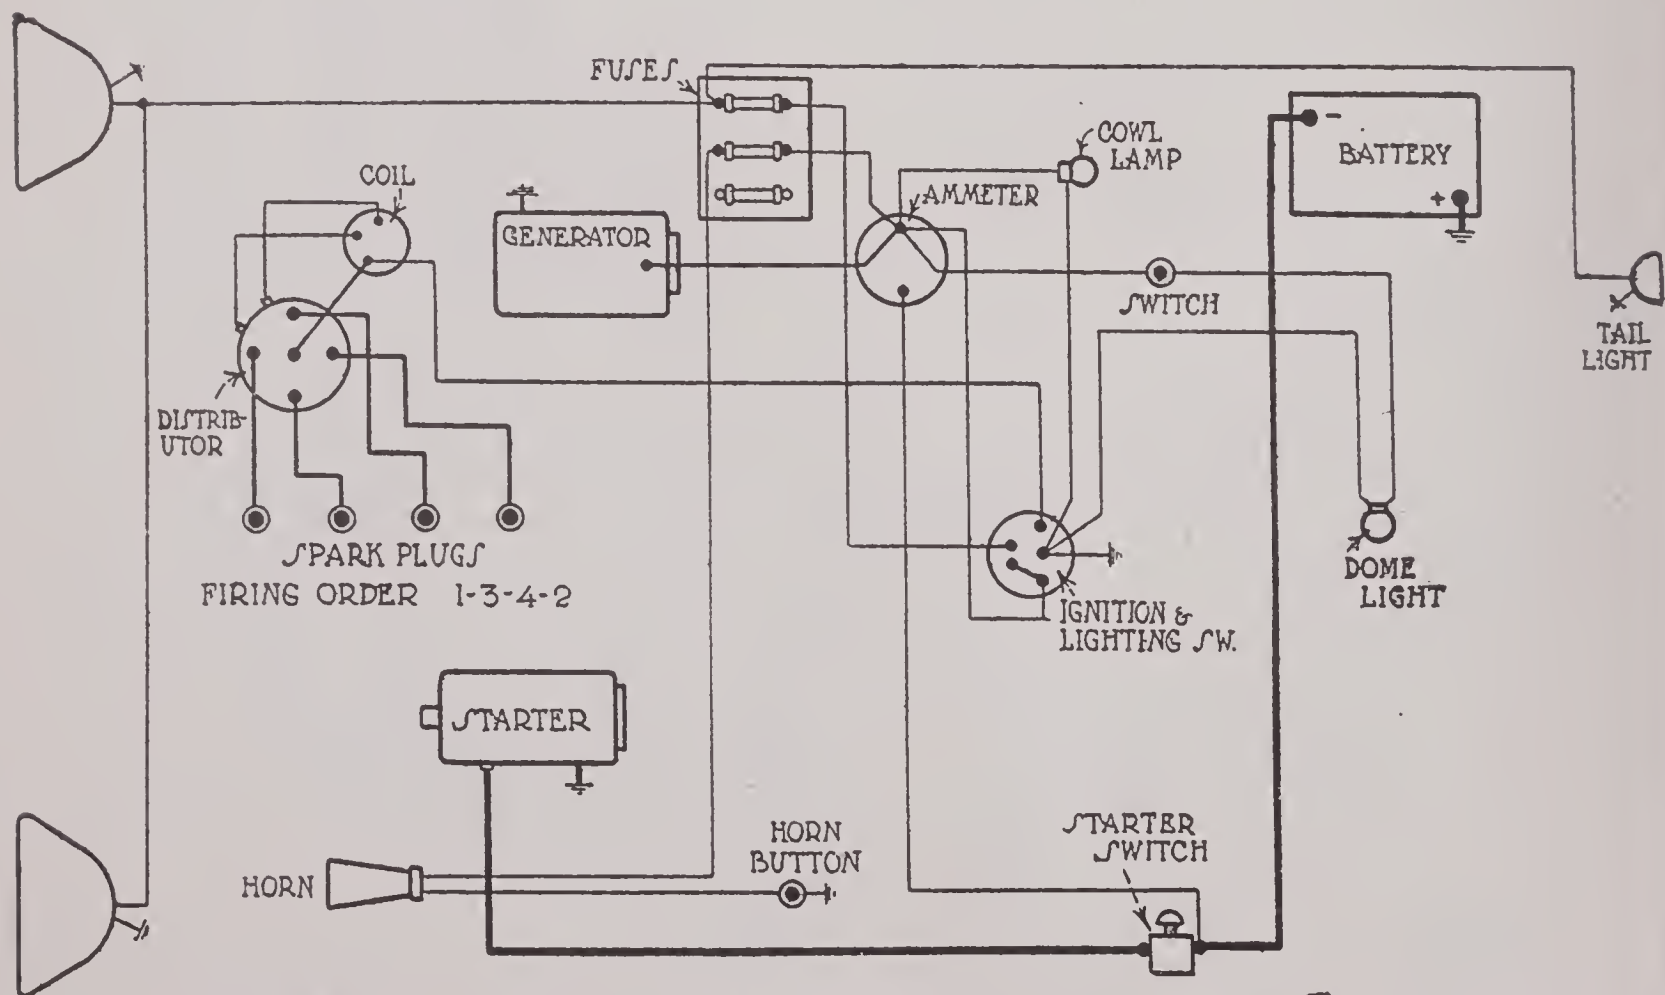 FUSES
COWL
LAMP
-
BATTERY
+
COIL
AMMETER
GENERATOR
SWITCH
TAIL
LIGHT
DISTRIB-
UTOR
SPARK PLUGS
FIRING ORDER 1-3-4-2
DOME
LIGHT
IGNITION &
LIGHTING SW.
STARTER
HORN
BUTTON
STARTER
SWITCH
HORN